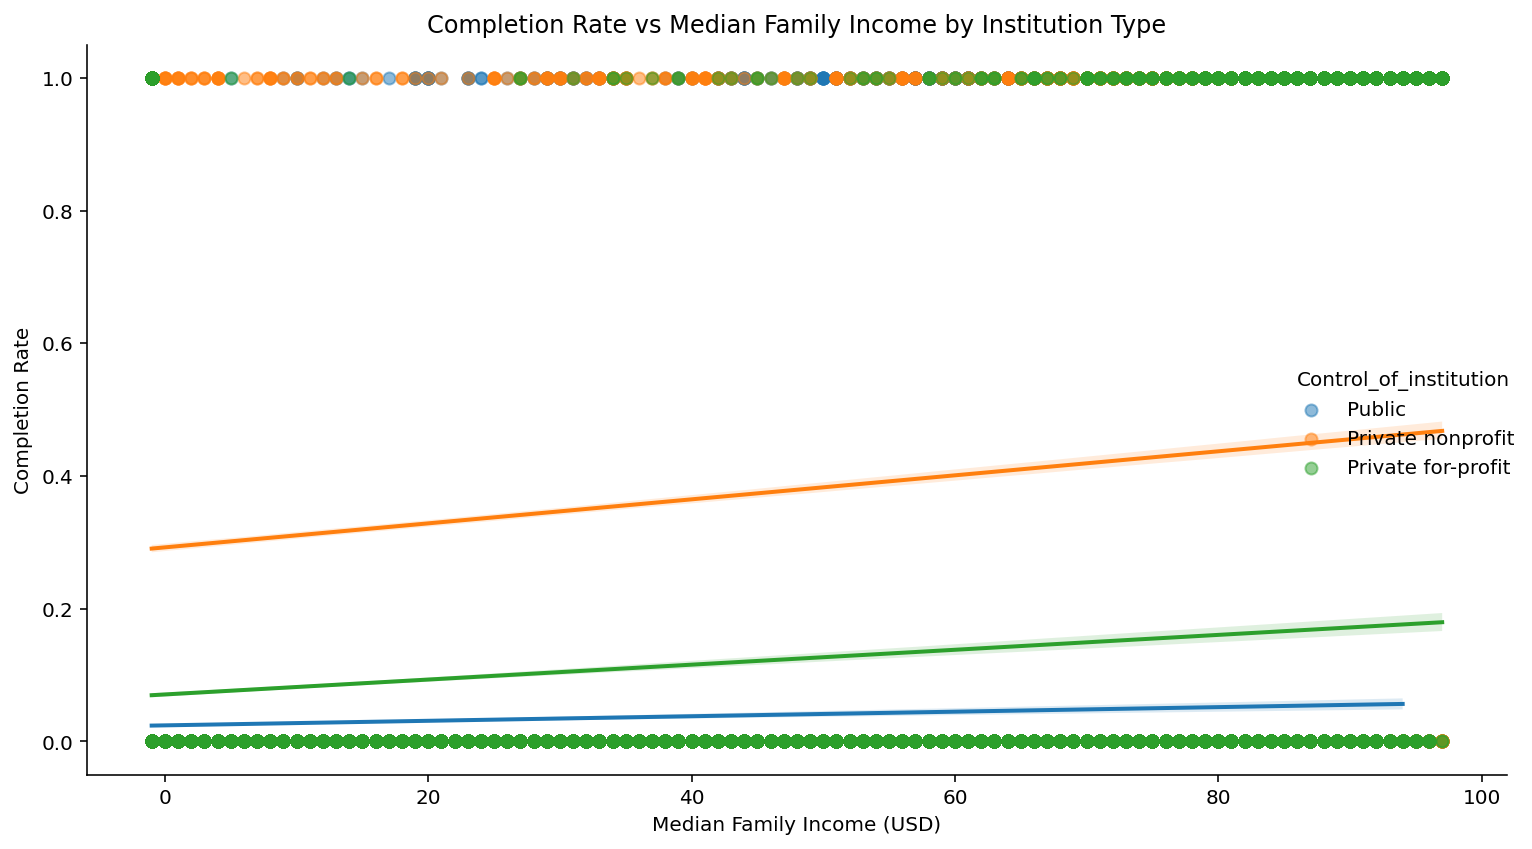 Completion Rate vs Median Family Income by Institution Type
1.0
0.8
0.6
0.4
0.2
0.0
Completion Rate
Control_of_institution
Public
Private nonprofit
Private for-profit
0 20 40 60 80 100
Median Family Income (USD)